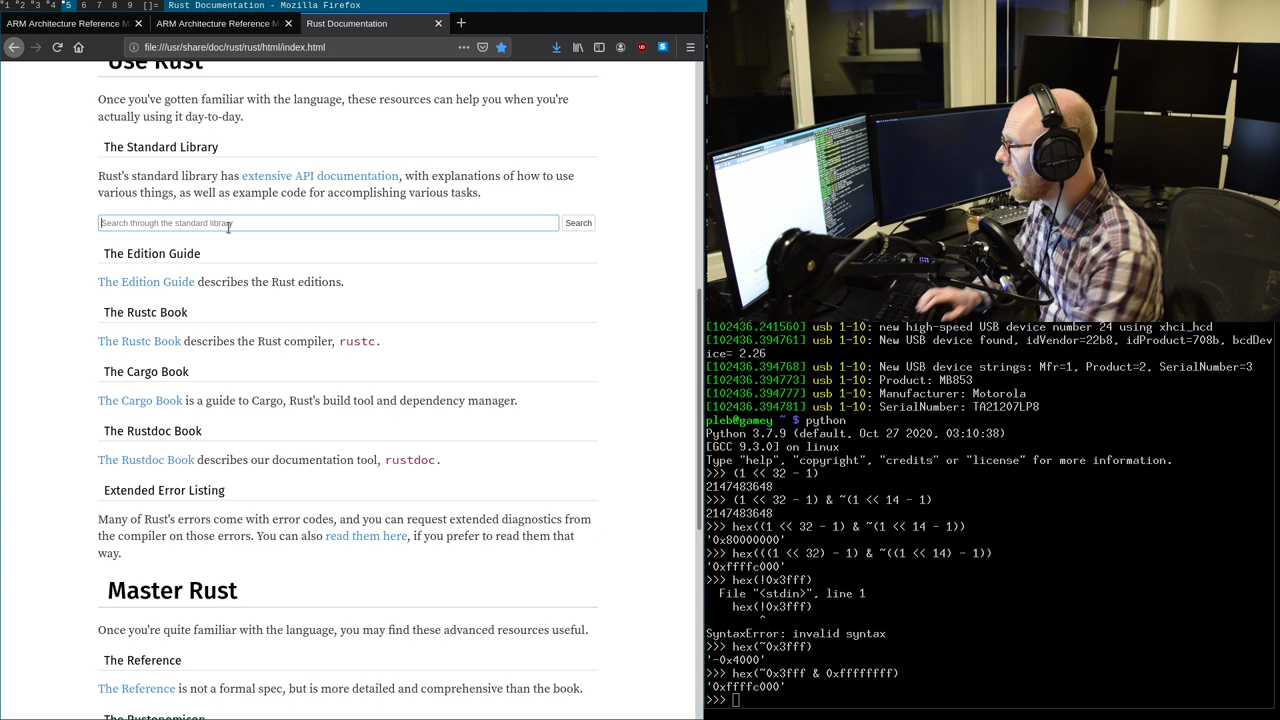 *1 *2 *3 *4 *5 6 7 8 9 []= Rust Documentation - Mozilla Firefox
ARM Architecture Reference M
ARM Architecture Reference M
Rust Documentation
file:///usr/share/doc/rust/rust/html/index.html
Use Rust
Once you've gotten familiar with the language, these resources can help you when you're
actually using it day-to-day.
The Standard Library
Rust's standard library has extensive API documentation, with explanations of how to use
various things, as well as example code for accomplishing various tasks.
Search through the standard library
Search
The Edition Guide
The Edition Guide describes the Rust editions.
The Rustc Book
The Rustc Book describes the Rust compiler, rustc.
The Cargo Book
The Cargo Book is a guide to Cargo, Rust's build tool and dependency manager.
The Rustdoc Book
The Rustdoc Book describes our documentation tool, rustdoc.
Extended Error Listing
Many of Rust's errors come with error codes, and you can request extended diagnostics from
the compiler on those errors. You can also read them here, if you prefer to read them that
way.
Master Rust
Once you're quite familiar with the language, you may find these advanced resources useful.
The Reference
The Reference is not a formal spec, but is more detailed and comprehensive than the book.
The Rustonomicon
[102436.241560] usb 1-10: new high-speed USB device number 24 using xhci_hcd
[102436.394761] usb 1-10: New USB device found, idVendor=22b8, idProduct=708b, bcdDev
ice= 2.26
[102436.394768] usb 1-10: New USB device strings: Mfr=1, Product=2, SerialNumber=3
[102436.394773] usb 1-10: Product: MB853
[102436.394777] usb 1-10: Manufacturer: Motorola
[102436.394781] usb 1-10: SerialNumber: TA21207LP8
pleb@gamey ~ $ python
Python 3.7.9 (default, Oct 27 2020, 03:10:38)
[GCC 9.3.0] on linux
Type "help", "copyright", "credits" or "license" for more information.
>>> (1 << 32 - 1)
2147483648
>>> (1 << 32 - 1) & ~(1 << 14 - 1)
2147483648
>>> hex((1 << 32 - 1) & ~(1 << 14 - 1))
'0x80000000'
>>> hex(((1 << 32) - 1) & ~((1 << 14) - 1))
'0xffffc000'
>>> hex(!0x3fff)
File "<stdin>", line 1
hex(!0x3fff)
^
SyntaxError: invalid syntax
>>> hex(~0x3fff)
'-0x4000'
>>> hex(~0x3fff & 0xffffffff)
'0xffffc000'
>>>